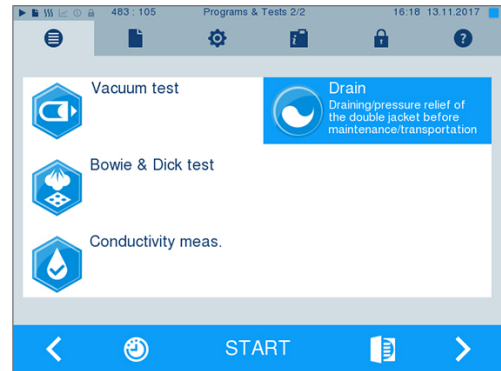 483 : 105 Programs & Tests 2/2 16:18 13.11.2017
Vacuum test
Drain
Draining/pressure relief of
the double jacket before
maintenance/transportation
Bowie & Dick test
Conductivity meas.
START